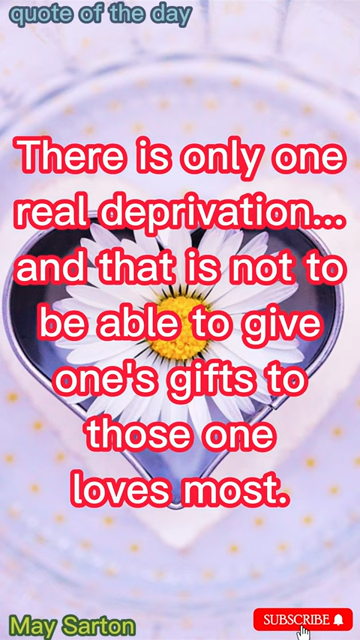 quote of the day
There is only one
real deprivation...
and that is not to
be able to give
one's gifts to
those one
loves most.
May Sarton
SUBSCRIBE